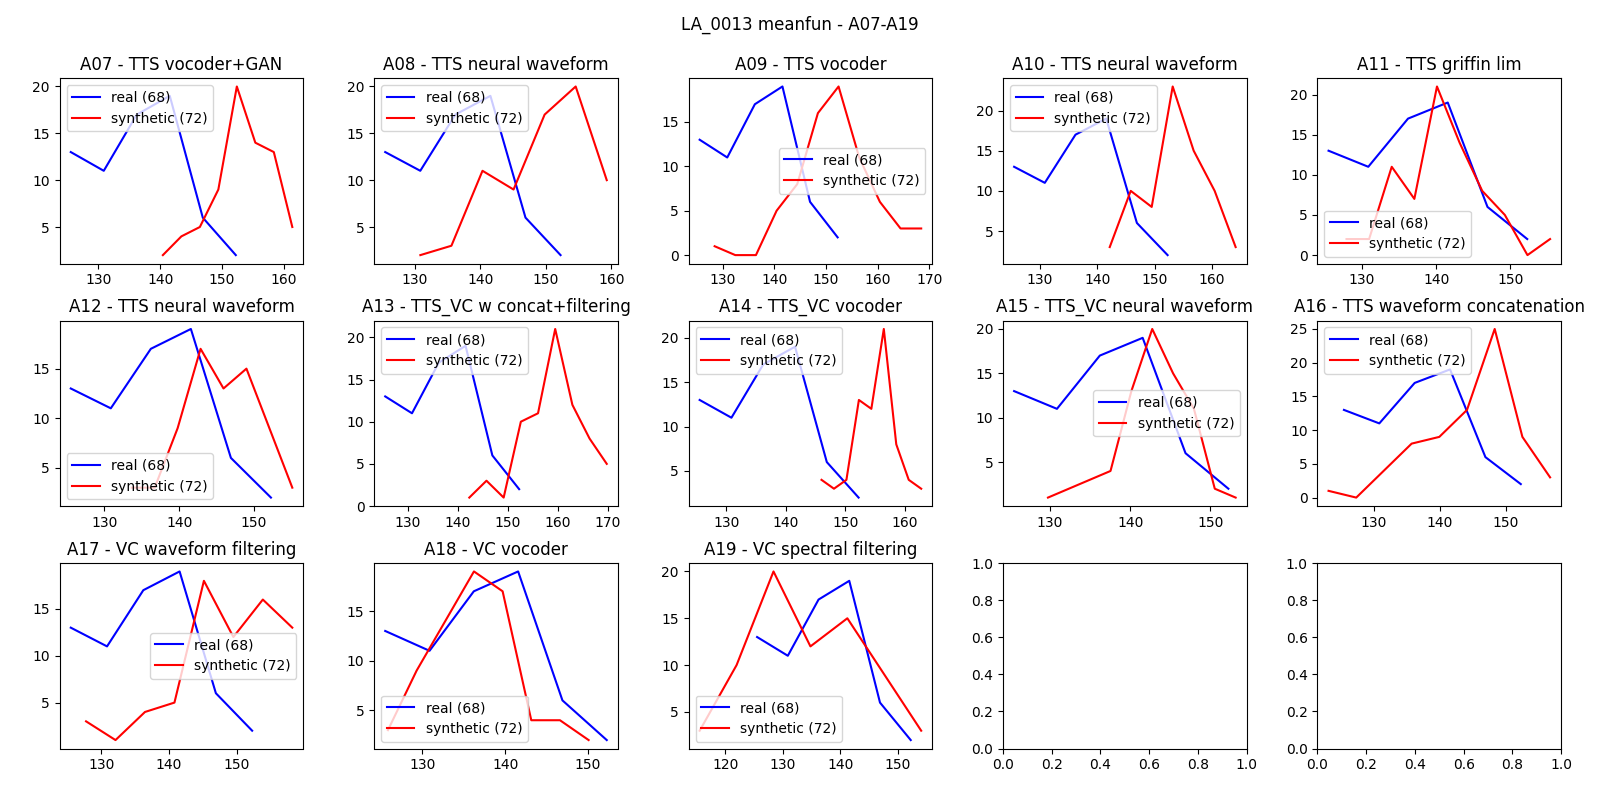 LA_0013 meanfun - A07-A19
A07 - TTS vocoder+GAN
real (68)
synthetic (72)
20
15
10
5
130 140 150 160
A08 - TTS neural waveform
real (68)
synthetic (72)
20
15
10
5
130 140 150 160
A09 - TTS vocoder
real (68)
synthetic (72)
15
10
5
0
130 140 150 160 170
A10 - TTS neural waveform
real (68)
synthetic (72)
20
15
10
5
130 140 150 160
A11 - TTS griffin lim
real (68)
synthetic (72)
20
15
10
5
0
130 140 150
A12 - TTS neural waveform
real (68)
synthetic (72)
15
10
5
130 140 150
A13 - TTS_VC w concat+filtering
real (68)
synthetic (72)
20
15
10
5
0
130 140 150 160 170
A14 - TTS_VC vocoder
real (68)
synthetic (72)
20
15
10
5
130 140 150 160
A15 - TTS_VC neural waveform
real (68)
synthetic (72)
20
15
10
5
130 140 150
A16 - TTS waveform concatenation
real (68)
synthetic (72)
25
20
15
10
5
0
130 140 150
A17 - VC waveform filtering
real (68)
synthetic (72)
15
10
5
130 140 150
A18 - VC vocoder
real (68)
synthetic (72)
15
10
5
130 140 150
A19 - VC spectral filtering
real (68)
synthetic (72)
20
15
10
5
120 130 140 150
1.0
0.8
0.6
0.4
0.2
0.0
0.0 0.2 0.4 0.6 0.8 1.0
1.0
0.8
0.6
0.4
0.2
0.0
0.0 0.2 0.4 0.6 0.8 1.0